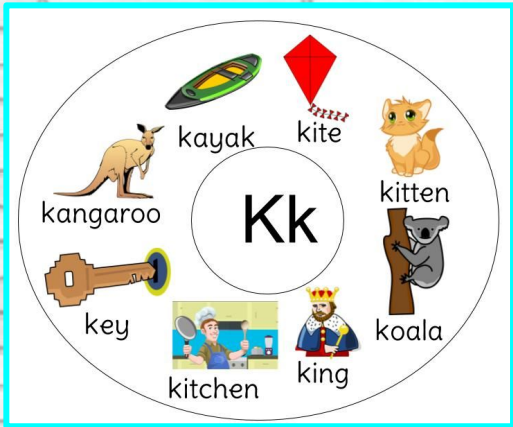 kayak
kite
kitten
kangaroo
Kk
key
koala
kitchen
king